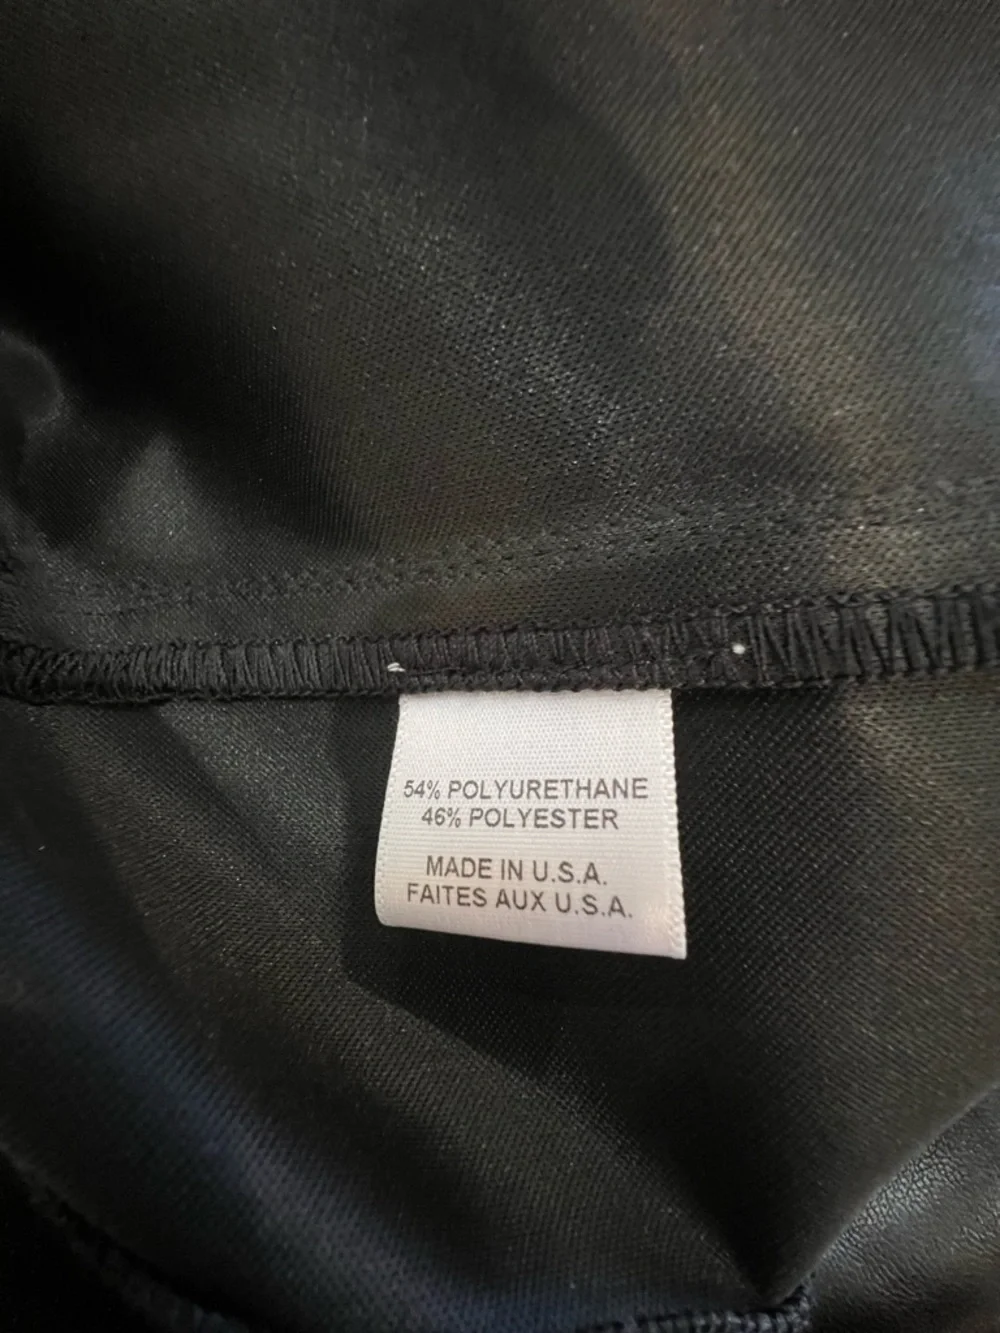 54% POLYURETHANE
46% POLYESTER
MADE IN U.S.A.
FAITES AUX U.S.A.